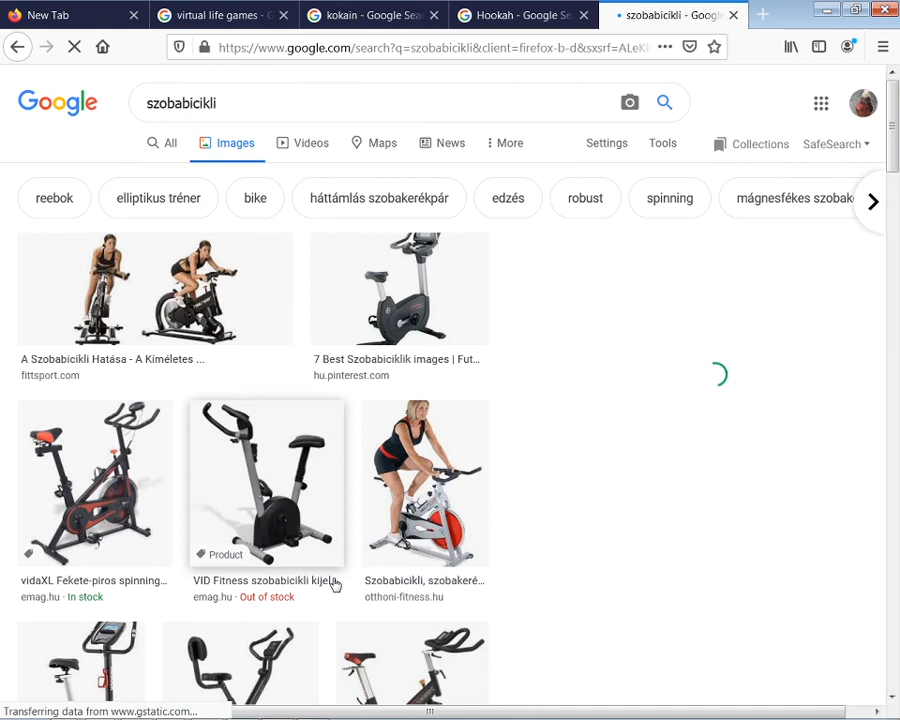 New Tab
virtual life games - G
kokain - Google Sear
Hookah - Google Sea
szobabicikli - Google
https://www.google.com/search?q=szobabicikli&client=firefox-b-d&sxsrf=ALeK
Google
szobabicikli
All
Images
Videos
Maps
News
More
Settings
Tools
Collections
SafeSearch
reebok
elliptikus tréner
bike
háttámlás szobakerékpár
edzés
robust
spinning
mágnesfékes szobake
A Szobabicikli Hatása - A Kíméletes ...
fittsport.com
7 Best Szobabiciklik images | Fut...
hu.pinterest.com
Product
vidaXL Fekete-piros spinning...
emag.hu · In stock
VID Fitness szobabicikli kijelz
emag.hu · Out of stock
Szobabicikli, szobakeré...
otthoni-fitness.hu
Transferring data from www.gstatic.com...